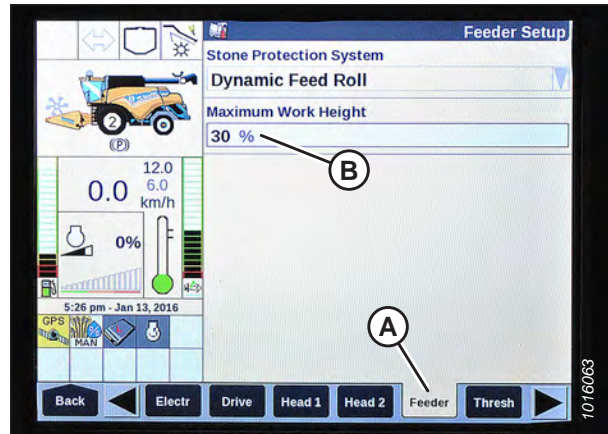 Feeder Setup
Stone Protection System
Dynamic Feed Roll
Maximum Work Height
30 %
B
2
(P)
12.0
0.0
6.0
km/h
0%
5:26 pm - Jan 13, 2016
GPS
MAN
L
A
Back
Electr
Drive
Head 1
Head 2
Feeder
Thresh
1016063